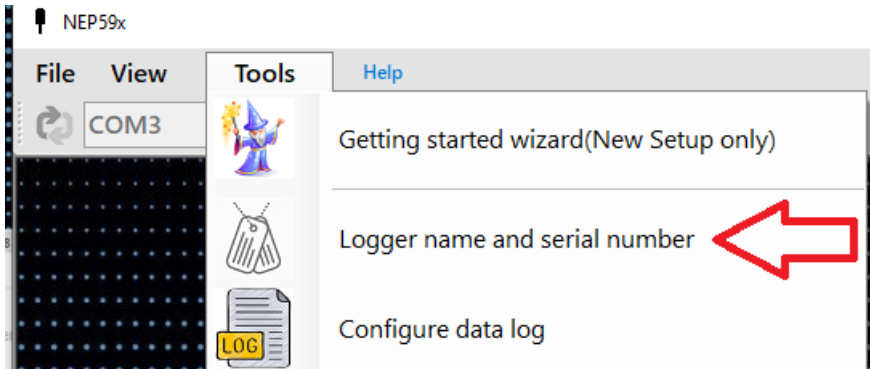 NEP59x
File View Tools Help
COM3
Getting started wizard(New Setup only)
Logger name and serial number
Configure data log
LOG